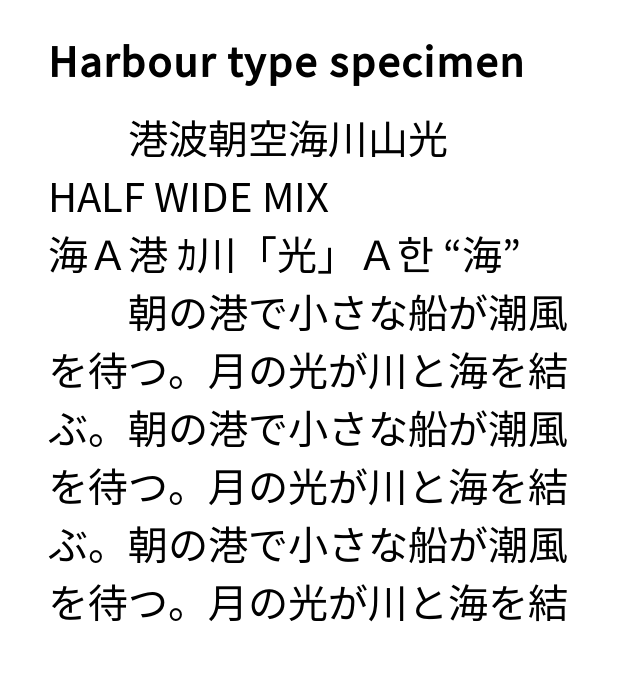 Harbour type specimen
　　港波朝空海川山光
HALF WIDE MIX
海Ａ港 ｶ川「光」Ａ한 “海”
　　朝の港で小さな船が潮風
を待つ。月の光が川と海を結
ぶ。朝の港で小さな船が潮風
を待つ。月の光が川と海を結
ぶ。朝の港で小さな船が潮風
を待つ。月の光が川と海を結